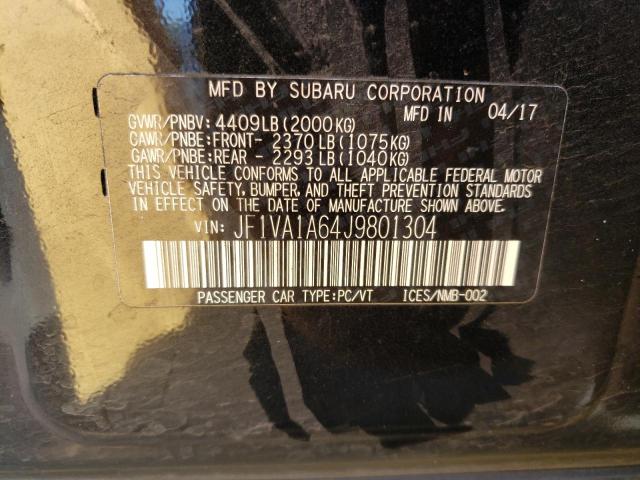 MFD BY SUBARU CORPORATION
MFD IN 04/17
GVWR/PNBV: 4409LB(2000KG)
GAWR/PNBE:FRONT- 2370LB(1075KG)
GAWR/PNBE:REAR - 2293LB(1040KG)
THIS VEHICLE CONFORMS TO ALL APPLICABLE FEDERAL MOTOR
VEHICLE SAFETY, BUMPER, AND THEFT PREVENTION STANDARDS
IN EFFECT ON THE DATE OF MANUFACTURE SHOWN ABOVE.
VIN: JF1VA1A64J9801304
PASSENGER CAR TYPE:PC/VT ICES/NMB-002